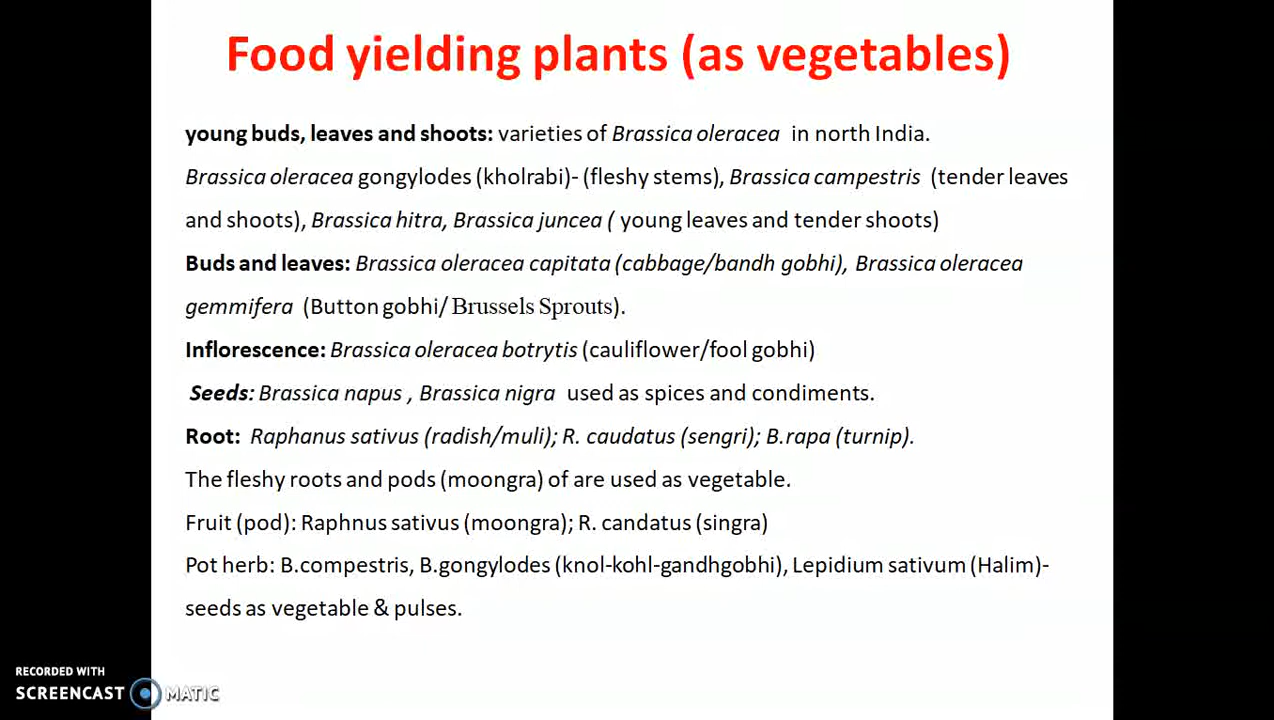 Food yielding plants (as vegetables)
young buds, leaves and shoots: varieties of Brassica oleracea in north India.
Brassica oleracea gongylodes (kholrabi)- (fleshy stems), Brassica campestris (tender leaves
and shoots), Brassica hitra, Brassica juncea ( young leaves and tender shoots)
Buds and leaves: Brassica oleracea capitata (cabbage/bandh gobhi), Brassica oleracea
gemmifera (Button gobhi/ Brussels Sprouts).
Inflorescence: Brassica oleracea botrytis (cauliflower/fool gobhi)
Seeds: Brassica napus , Brassica nigra used as spices and condiments.
Root: Raphanus sativus (radish/muli); R. caudatus (sengri); B.rapa (turnip).
The fleshy roots and pods (moongra) of are used as vegetable.
Fruit (pod): Raphnus sativus (moongra); R. candatus (singra)
Pot herb: B.compestris, B.gongylodes (knol-kohl-gandhgobhi), Lepidium sativum (Halim)-
seeds as vegetable & pulses.
RECORDED WITH
SCREENCAST MATIC